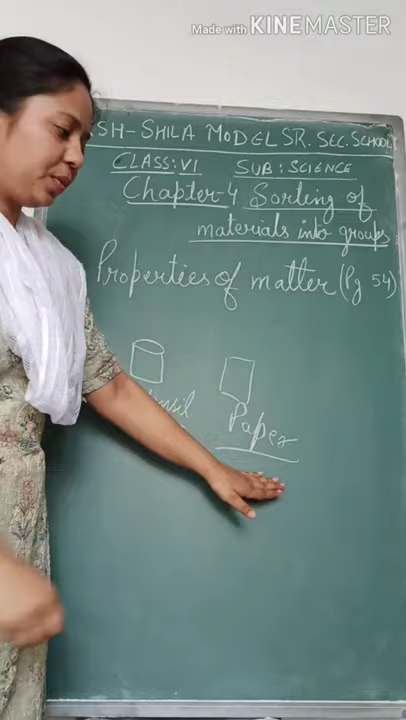 Made with KINEMASTER
SH-SHILA MODEL SR. SEC. SCHOOL
CLASS: VI SUB: SCIENCE
Chapter-4 Sorting of
materials into groups
Properties of matter (Pg 54)
Paper